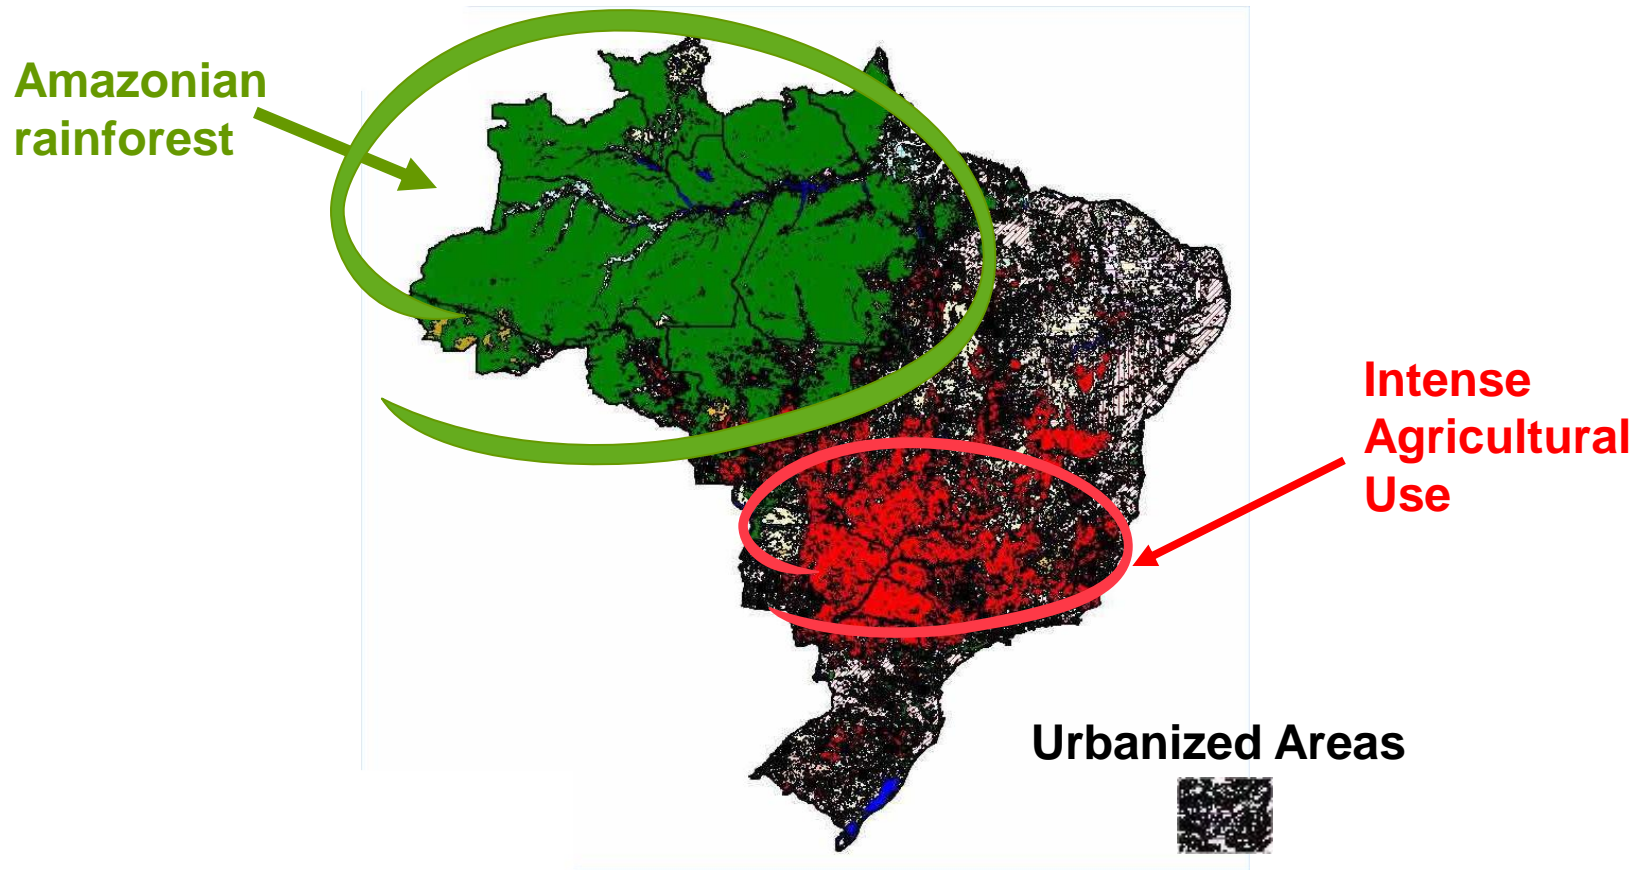 Amazonian
rainforest
Intense
Agricultural
Use
Urbanized Areas